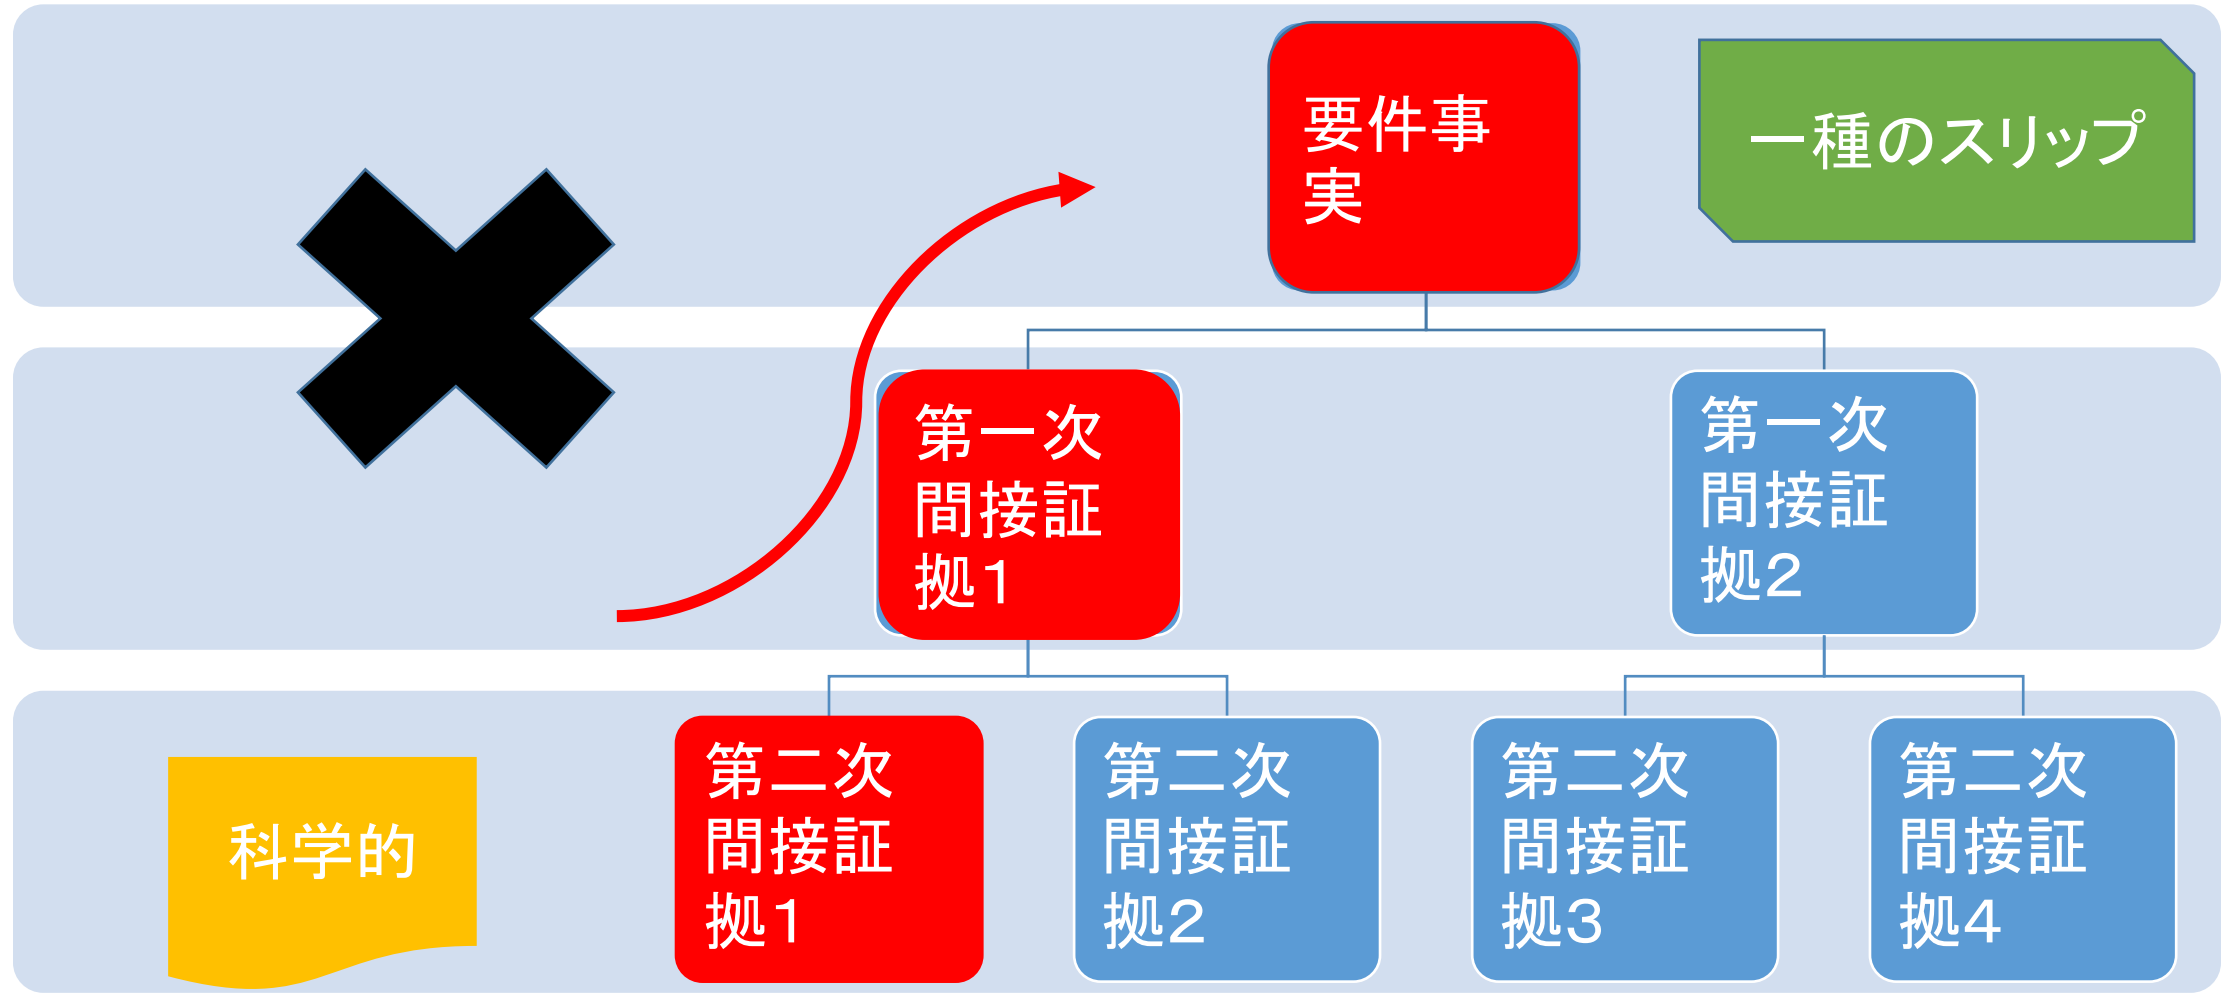 要件事
実
一種のスリップ
第一次
間接証
拠1
第一次
間接証
拠2
科学的
第二次
間接証
拠1
第二次
間接証
拠2
第二次
間接証
拠3
第二次
間接証
拠4